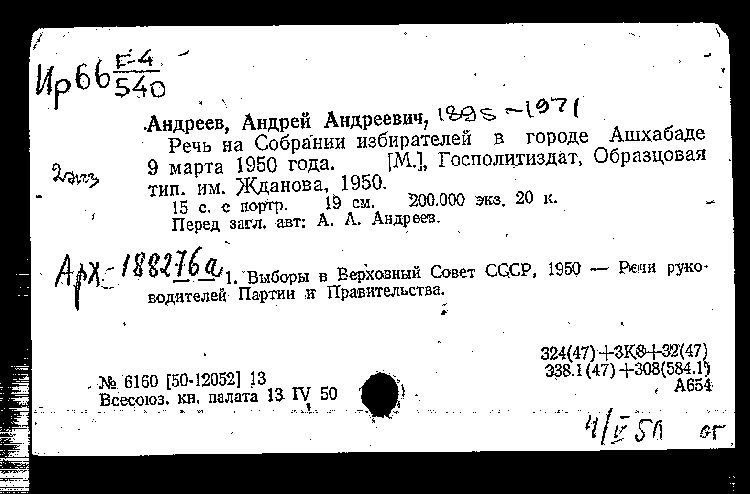 Ир66 Е-4
540
Андреев, Андрей Андреевич, 1895-1971
Речь на Собрании избирателей в городе Ашхабаде
9 марта 1950 года. [М.], Госполитиздат, Образцовая
2 экз
тип. им. Жданова, 1950.
15 с. с портр. 19 см. 200.000 экз. 20 к.
Перед загл. авт: А. А. Андреев.
Арх-188276а
1. Выборы в Верховный Совет СССР, 1950 — Речи руко-
водителей Партии и Правительства.
324(47)+3К8+32(47)
№ 6160 [50-12052] 13
338.1(47)+308(584.1)
Всесоюз. кн. палата 13 IV 50
А654
4/V 50 ог